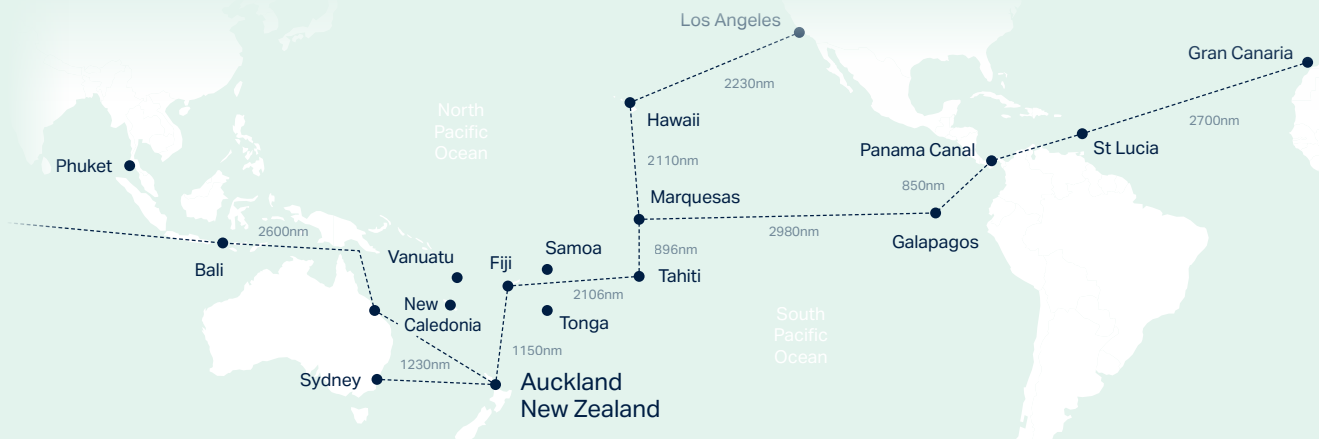 Los Angeles
Gran Canaria
2230nm
North
Pacific
Ocean
Hawaii
2700nm
Panama Canal
St Lucia
Phuket
2110nm
850nm
Marquesas
2600nm
2980nm
Galapagos
Samoa
896nm
Vanuatu
Fiji
Bali
Tahiti
2106nm
New
Caledonia
Tonga
South
Pacific
Ocean
1150nm
1230nm
Sydney
Auckland
New Zealand